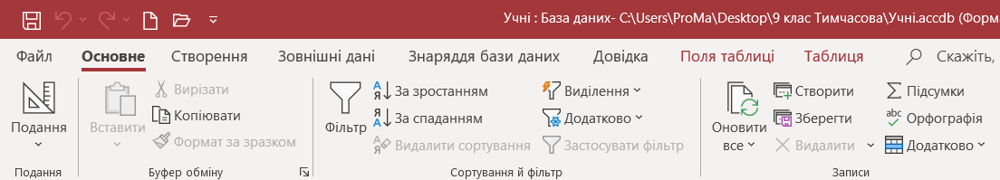 Учні : База даних- C:\Users\ProMa\Desktop\9 клас Тимчасова\Учні.accdb (Форма
Файл Основне Створення Зовнішні дані Знаряддя бази даних Довідка Поля таблиці Таблиця Скажіть,
Подання
Вставити
Вирізати
Копіювати
Формат за зразком
Фільтр
За зростанням
За спаданням
Видалити сортування
Виділення
Додатково
Застосувати фільтр
Оновити
все
Створити
Зберегти
Видалити
Підсумки
Орфографія
Додатково
Подання Буфер обміну Сортування й фільтр Записи